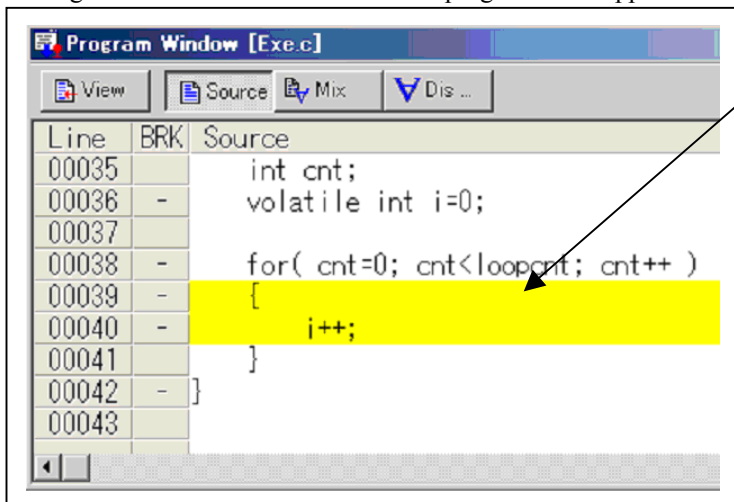 Program Window [Exe.c]
View Source Mix Dis ...
Line BRK Source
00035 int cnt;
00036 - volatile int i=0;
00037
00038 - for( cnt=0; cnt<loopcnt; cnt++ )
00039 - {
00040 - i++;
00041 }
00042 - }
00043